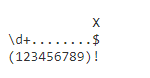 X
\d+........$
(123456789)!